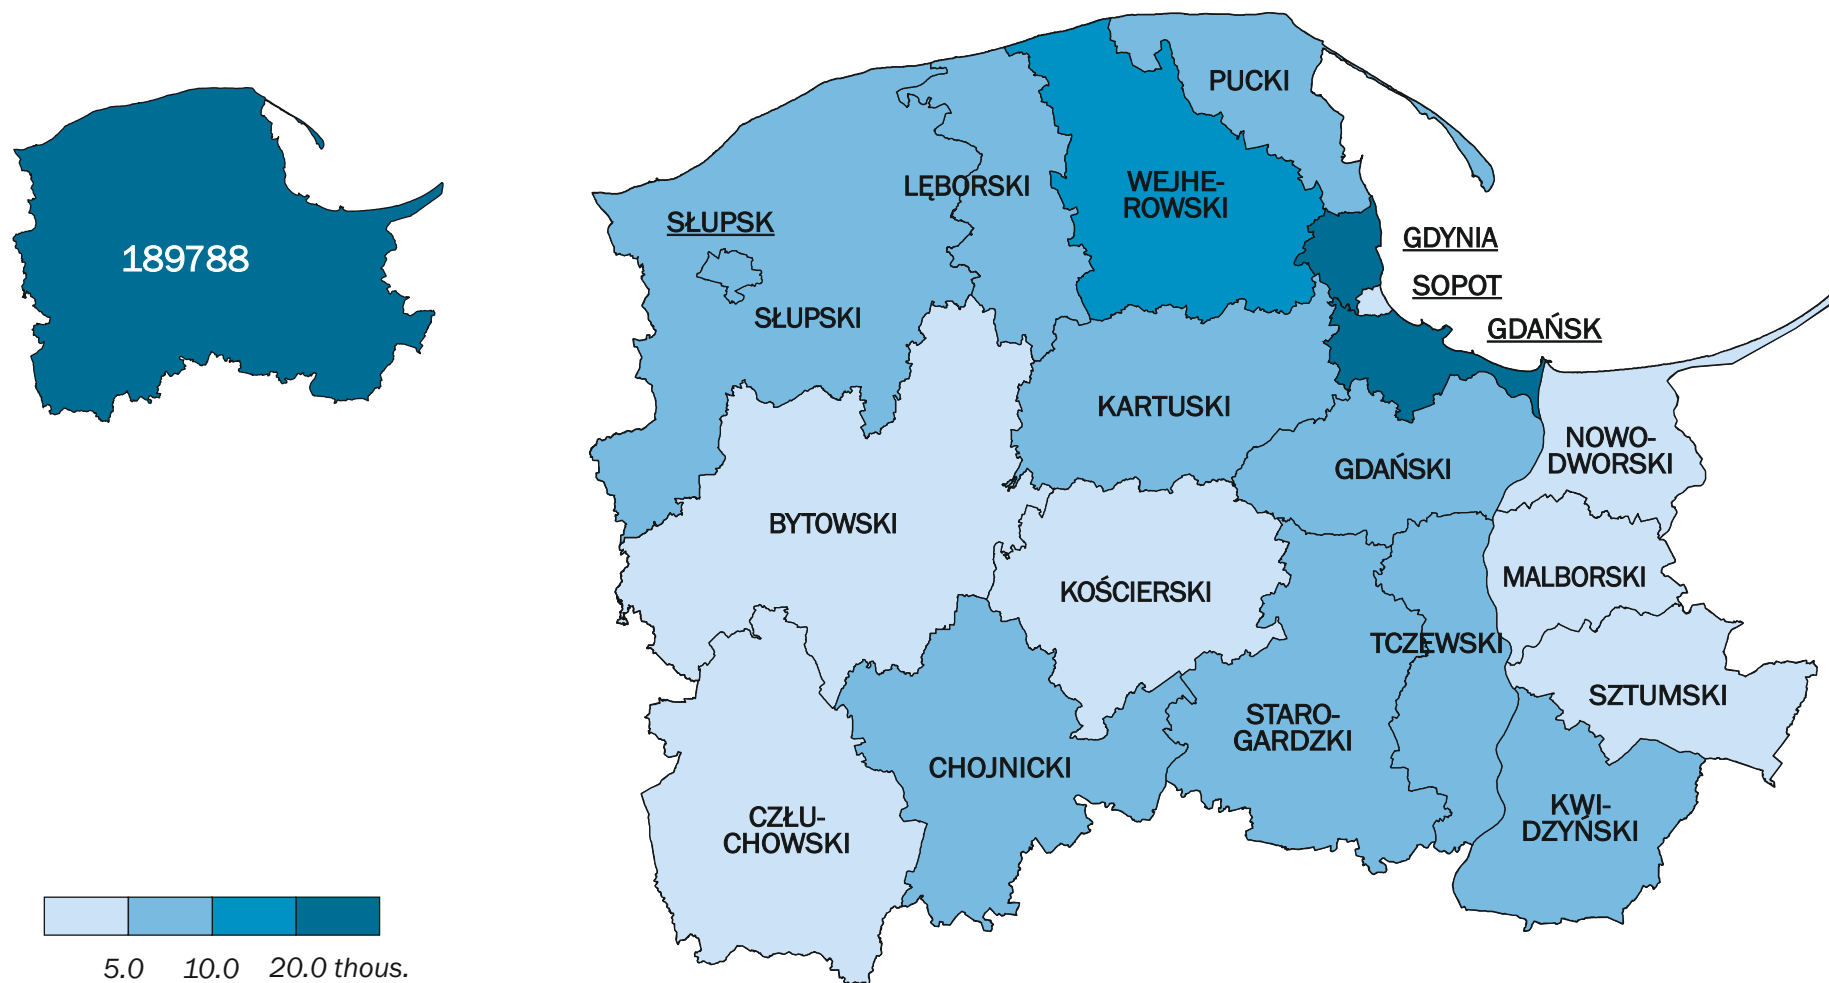 189788
PUCKI
LĘBORSKI
WEJHE-
ROWSKI
SŁUPSK
GDYNIA
SOPOT
SŁUPSKI
GDAŃSK
KARTUSKI
NOWO-
DWORSKI
GDAŃSKI
BYTOWSKI
MALBORSKI
KOŚCIERSKI
TCZEWSKI
SZTUMSKI
STARO-
GARDZKI
CHOJNICKI
CZŁU-
CHOWSKI
KWI-
DZYŃSKI
5.0 10.0 20.0 thous.